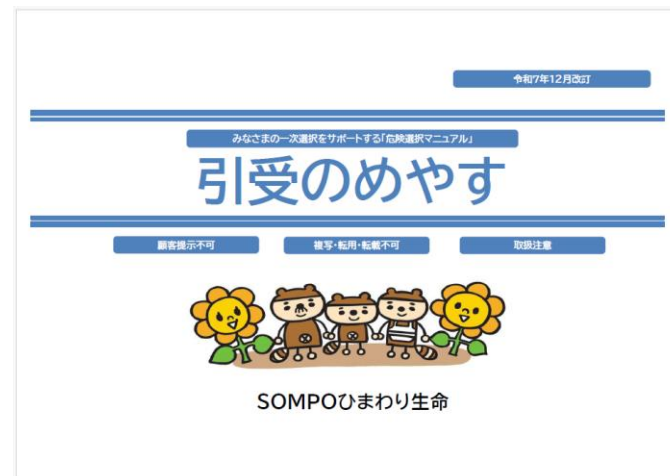 令和7年12月改訂
みなさまの一次選択をサポートする「危険選択マニュアル」
引受のめやす
顧客提示不可
複写・転用・転載不可
取扱注意
SOMPOひまわり生命